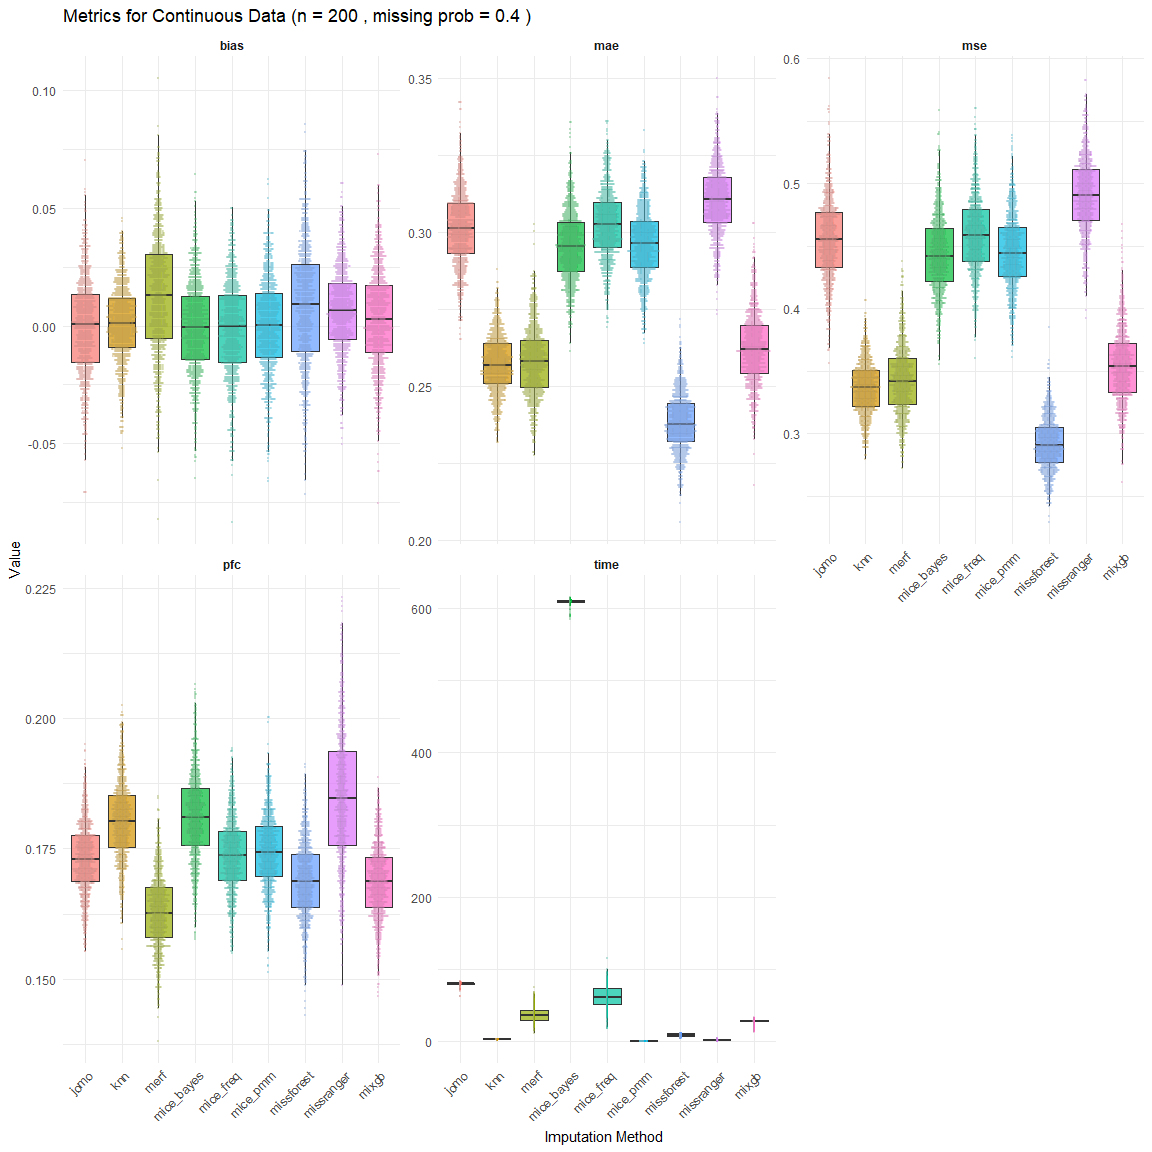 Metrics for Continuous Data (n = 200 , missing prob = 0.4 )
bias
mae
mse
0.10
0.05
0.00
-0.05
0.35
0.30
0.25
0.20
0.6
0.5
0.4
0.3
jomo
knn
merf
mice_bayes
mice_freq
mice_pmm
missforest
missranger
mixgb
Value
pfc
time
0.225
0.200
0.175
0.150
600
400
200
0
jomo
knn
merf
mice_bayes
mice_freq
mice_pmm
missforest
missranger
mixgb
jomo
knn
merf
mice_bayes
mice_freq
mice_pmm
missforest
missranger
mixgb
Imputation Method